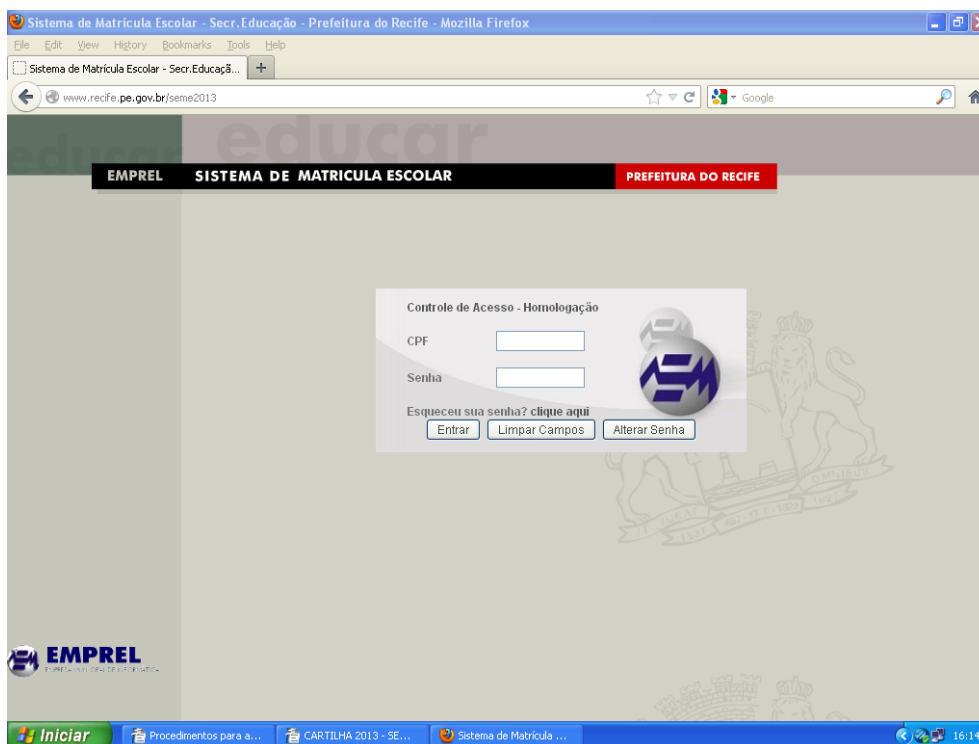 Sistema de Matrícula Escolar - Secr.Educação - Prefeitura do Recife - Mozilla Firefox
File Edit View History Bookmarks Tools Help
Sistema de Matrícula Escolar - Secr.Educaçã... +
www.recife.pe.gov.br/seme2013
Google
educar
educar
EMPREL SISTEMA DE MATRICULA ESCOLAR PREFEITURA DO RECIFE
Controle de Acesso - Homologação
CPF
Senha
Esqueceu sua senha? clique aqui
Entrar Limpar Campos Alterar Senha
EMPREL
Iniciar Procedimentos para a... CARTILHA 2013 - SE... Sistema de Matrícula ... 16:14